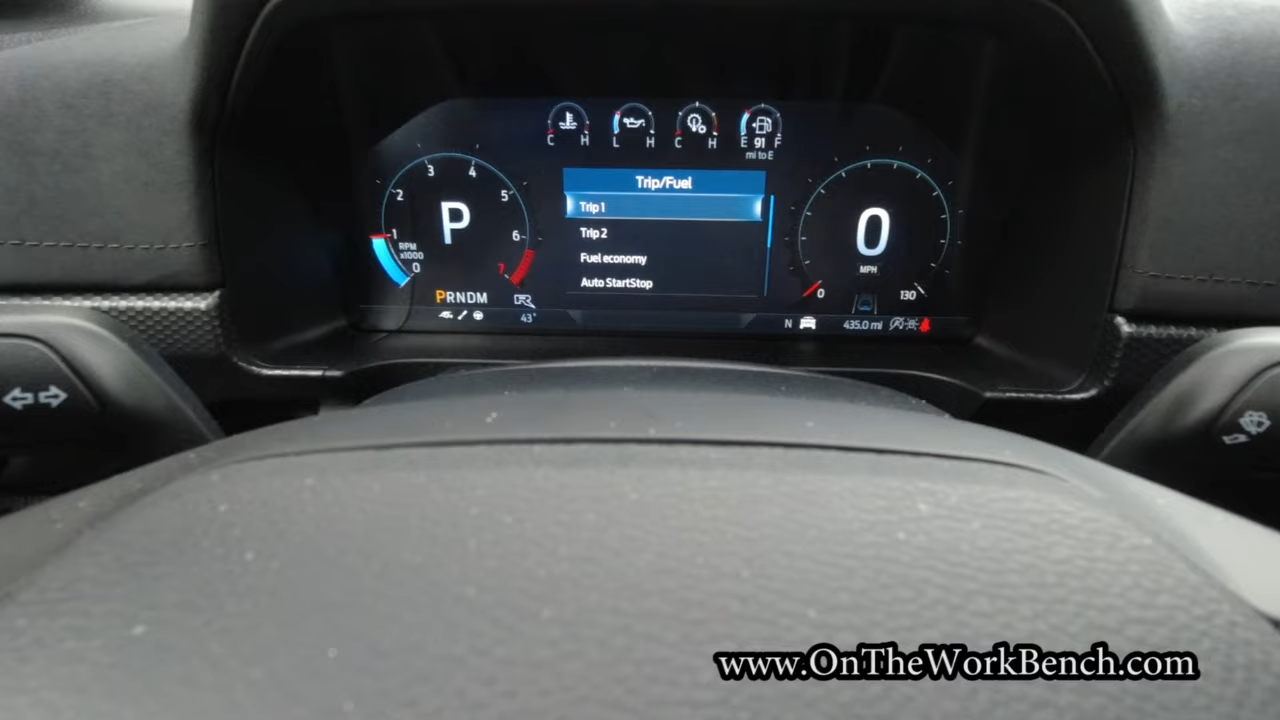 C H L H C H E 91 F
mi to E
Trip/Fuel
Trip 1
Trip 2
Fuel economy
Auto StartStop
1 2 3 4 5 6 7
P
RPM
x1000
0
PRNDM
R
43°
0
MPH
0 130
N
435.0 mi
www.OnTheWorkBench.com